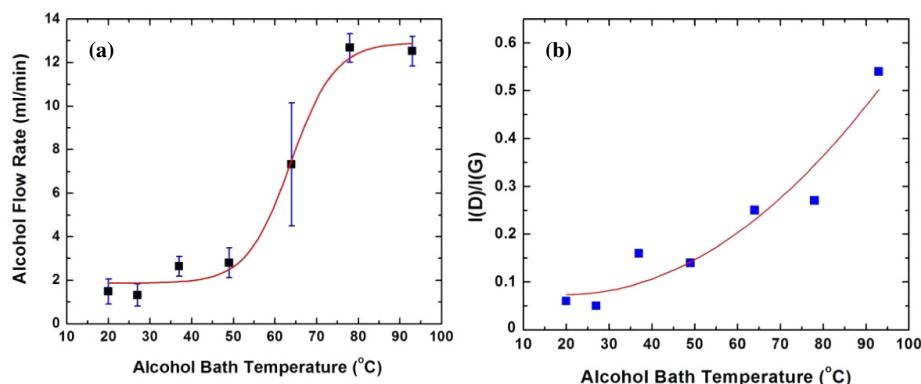 (a)
Alcohol Flow Rate (ml/min)
14
12
10
8
6
4
2
0
10 20 30 40 50 60 70 80 90 100
Alcohol Bath Temperature (°C)
(b)
I(D)/I(G)
0.6
0.5
0.4
0.3
0.2
0.1
0
10 20 30 40 50 60 70 80 90 100
Alcohol Bath Temperature (°C)